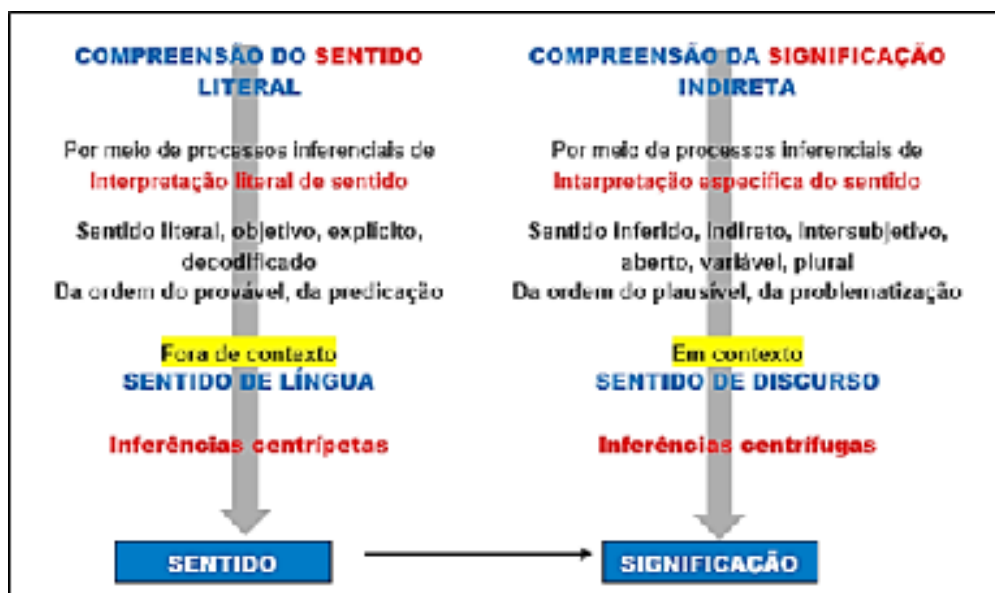 COMPREENSÃO DO SENTIDO
LITERAL
Por meio de processos inferenciais de
Interpretação literal de sentido
Sentido literal, objetivo, explícito,
decodificado
Da ordem do provável, da predicação
Fora de contexto
SENTIDO DE LÍNGUA
Inferências centrípetas
SENTIDO
COMPREENSÃO DA SIGNIFICAÇÃO
INDIRETA
Por meio de processos inferenciais de
Interpretação específica do sentido
Sentido inferido, indireto, intersubjetivo,
aberto, variável, plural
Da ordem do plausível, da problematização
Em contexto
SENTIDO DE DISCURSO
Inferências centrífugas
SIGNIFICAÇÃO